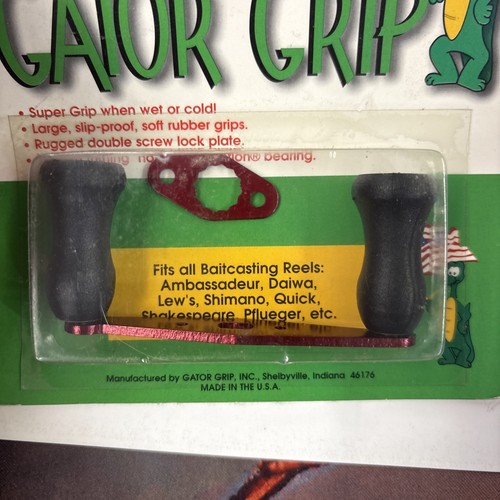 GATOR GRIP
• Super Grip when wet or cold!
• Large, slip-proof, soft rubber grips.
• Rugged double screw lock plate.
bearing.
Fits all Baitcasting Reels:
Ambassadeur, Daiwa,
Lew's, Shimano, Quick,
Shakespeare, Pflueger, etc.
Manufactured by GATOR GRIP, INC., Shelbyville, Indiana 46176
MADE IN THE U.S.A.